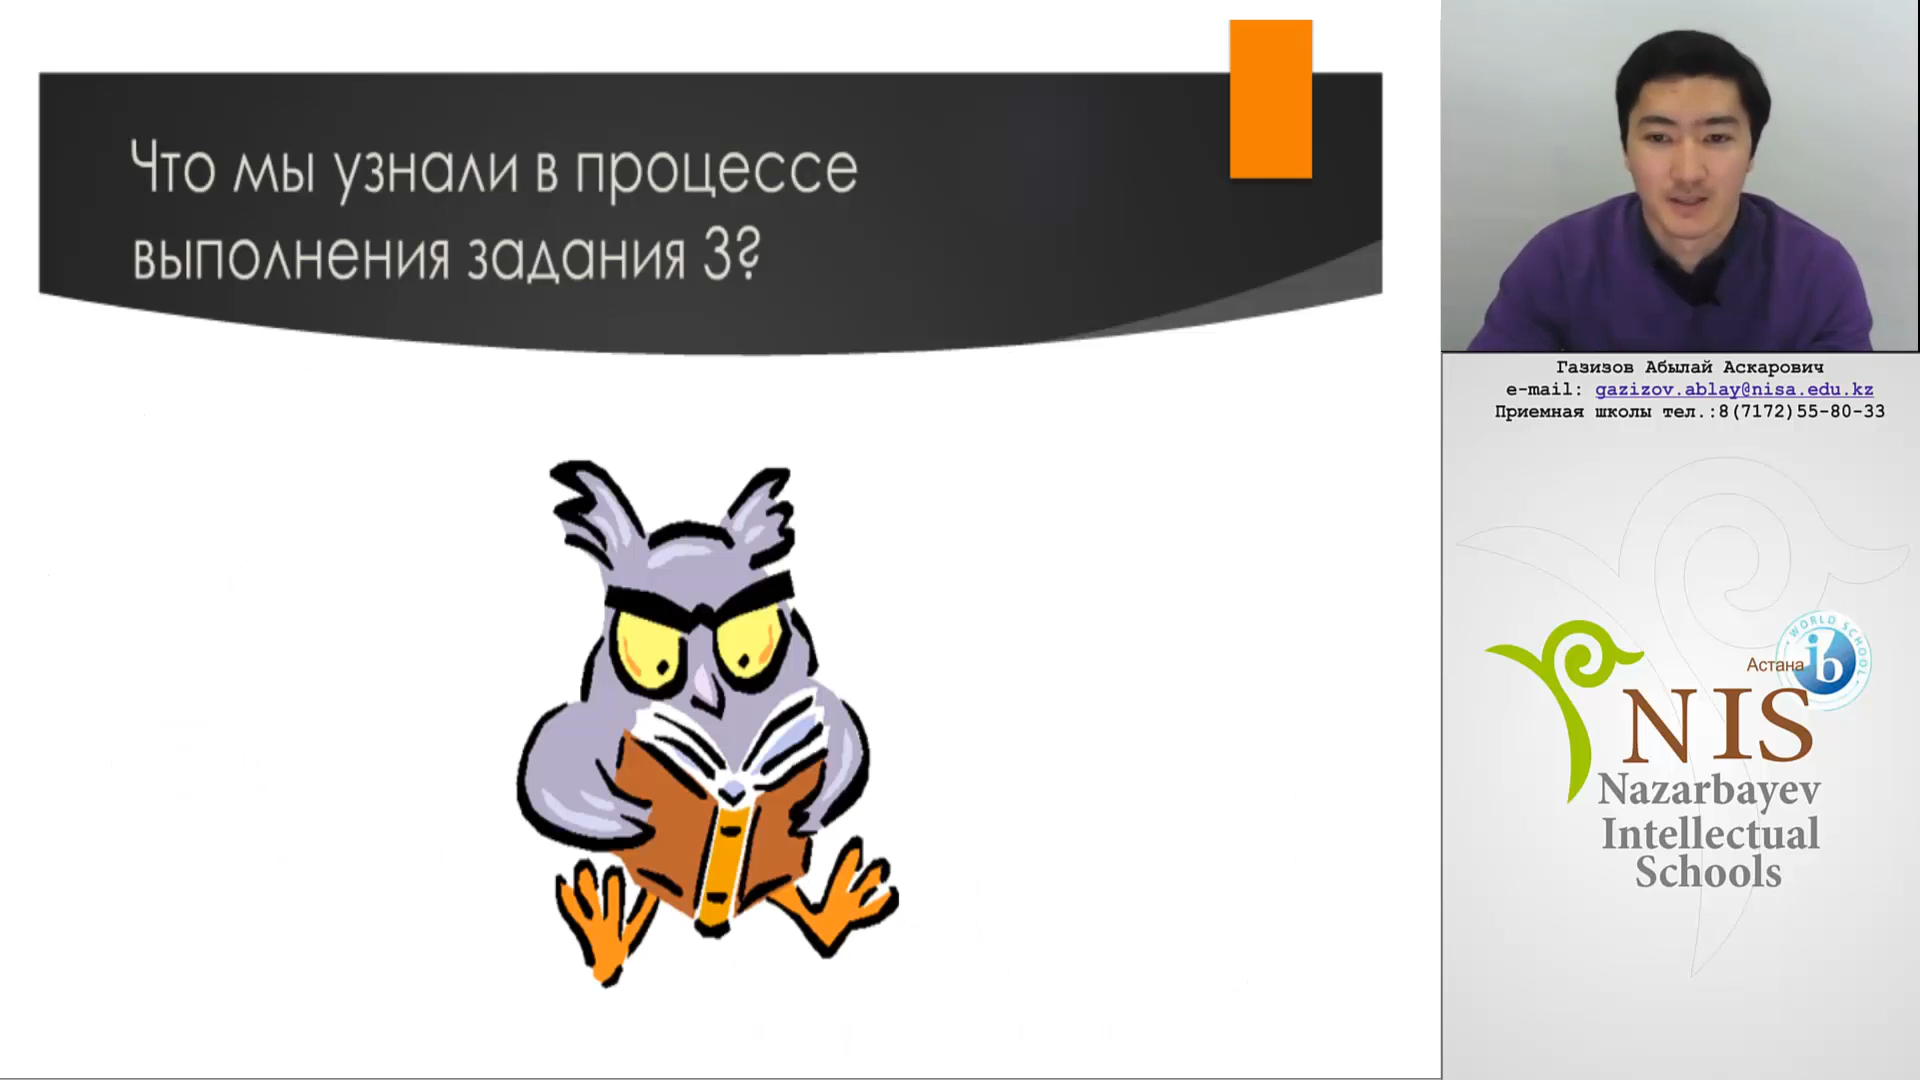 Что мы узнали в процессе
выполнения задания 3?
Газизов Абылай Аскарович
e-mail: gazizov.ablay@nisa.edu.kz
Приемная школы тел.:8(7172)55-80-33
WORLD SCHOOL
Астана ib
NIS
Nazarbayev
Intellectual
Schools